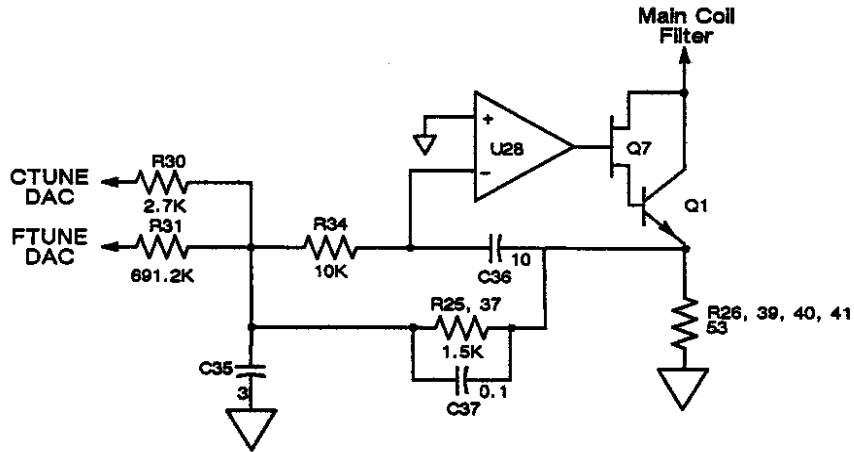 Main Coil
Filter
+
U28
−
Q7
Q1
CTUNE
DAC
R30
2.7K
FTUNE
DAC
R31
691.2K
R34
10K
C36
10
R25, 37
1.5K
C37
0.1
C35
3
R26, 39, 40, 41
53